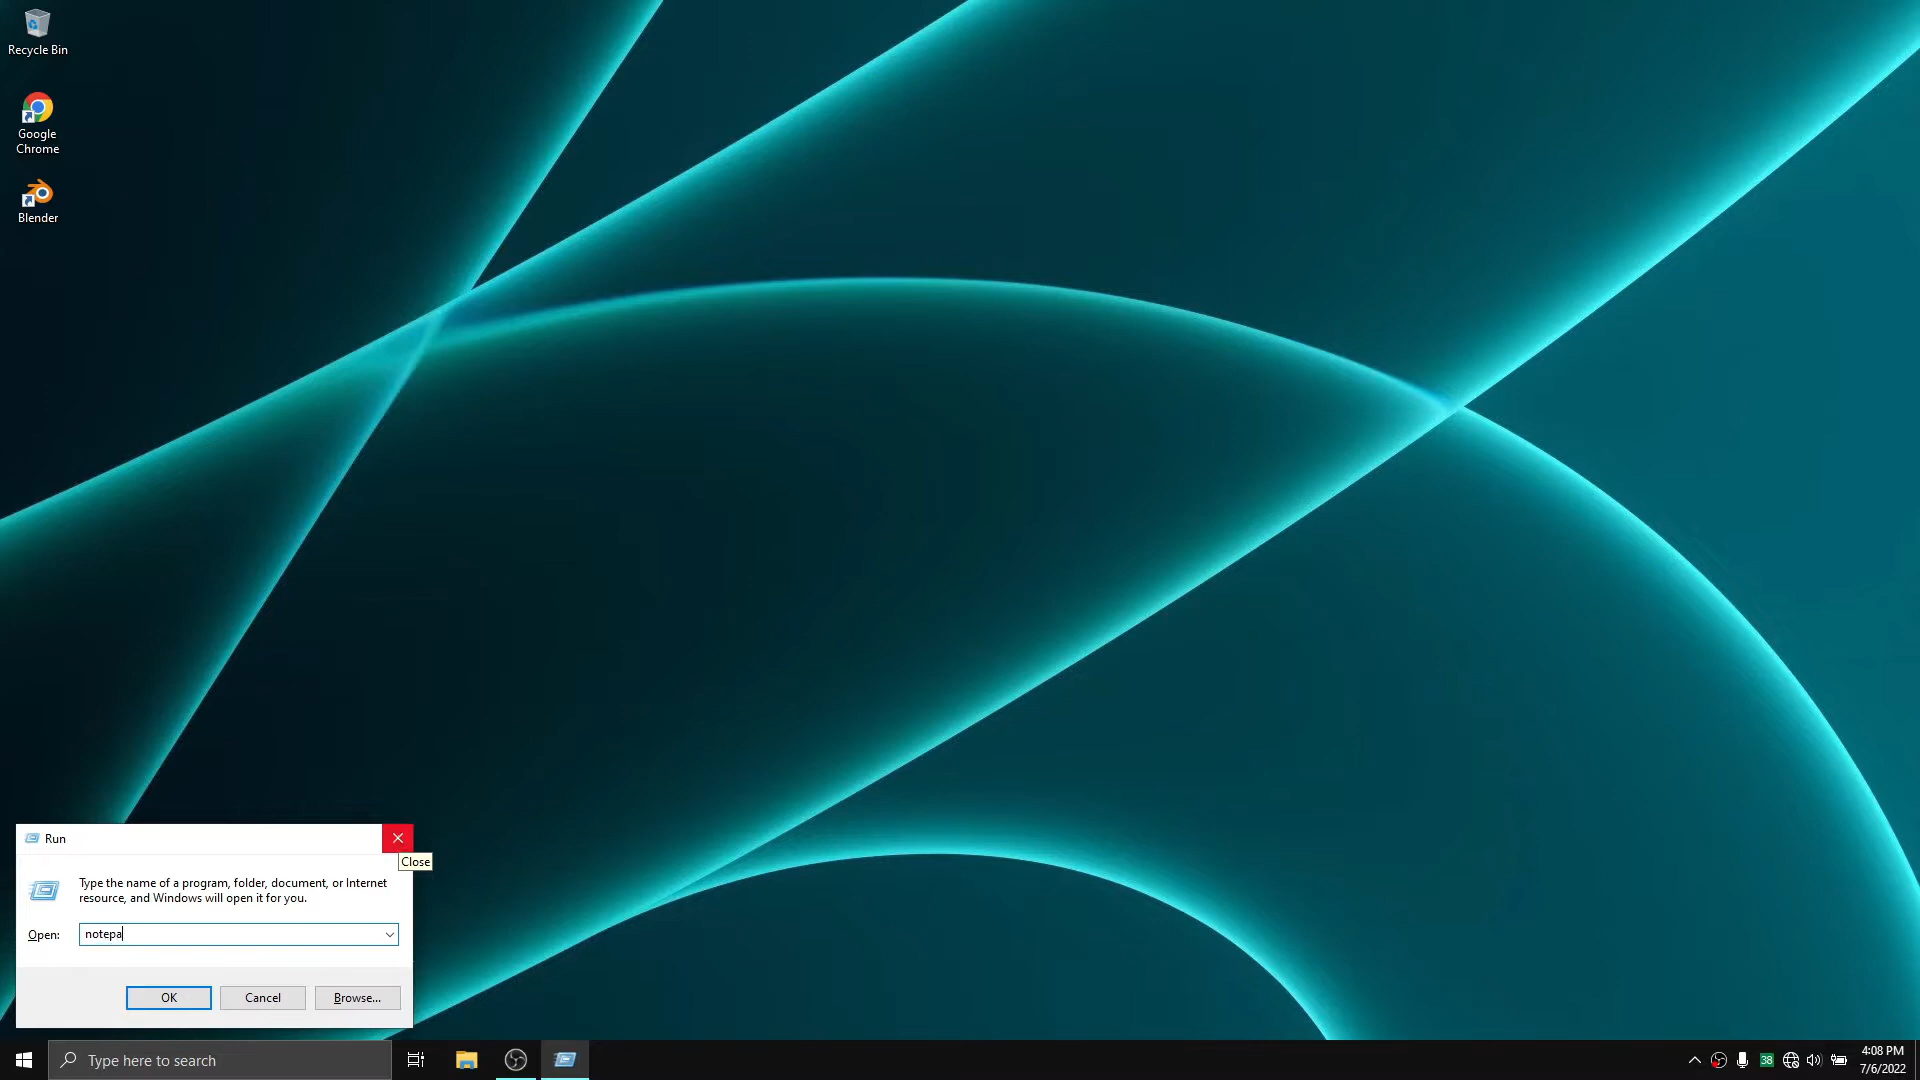 Recycle Bin
Google
Chrome
Blender
Run
Close
Type the name of a program, folder, document, or Internet
resource, and Windows will open it for you.
Open:
notepa
OK
Cancel
Browse...
Type here to search
38
4:08 PM
7/6/2022